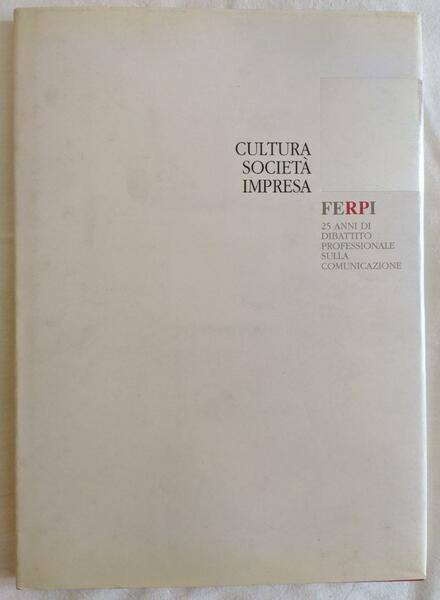 CULTURA
SOCIETÀ
IMPRESA
FERPI
25 ANNI DI
DIBATTITO
PROFESSIONALE
SULLA
COMUNICAZIONE